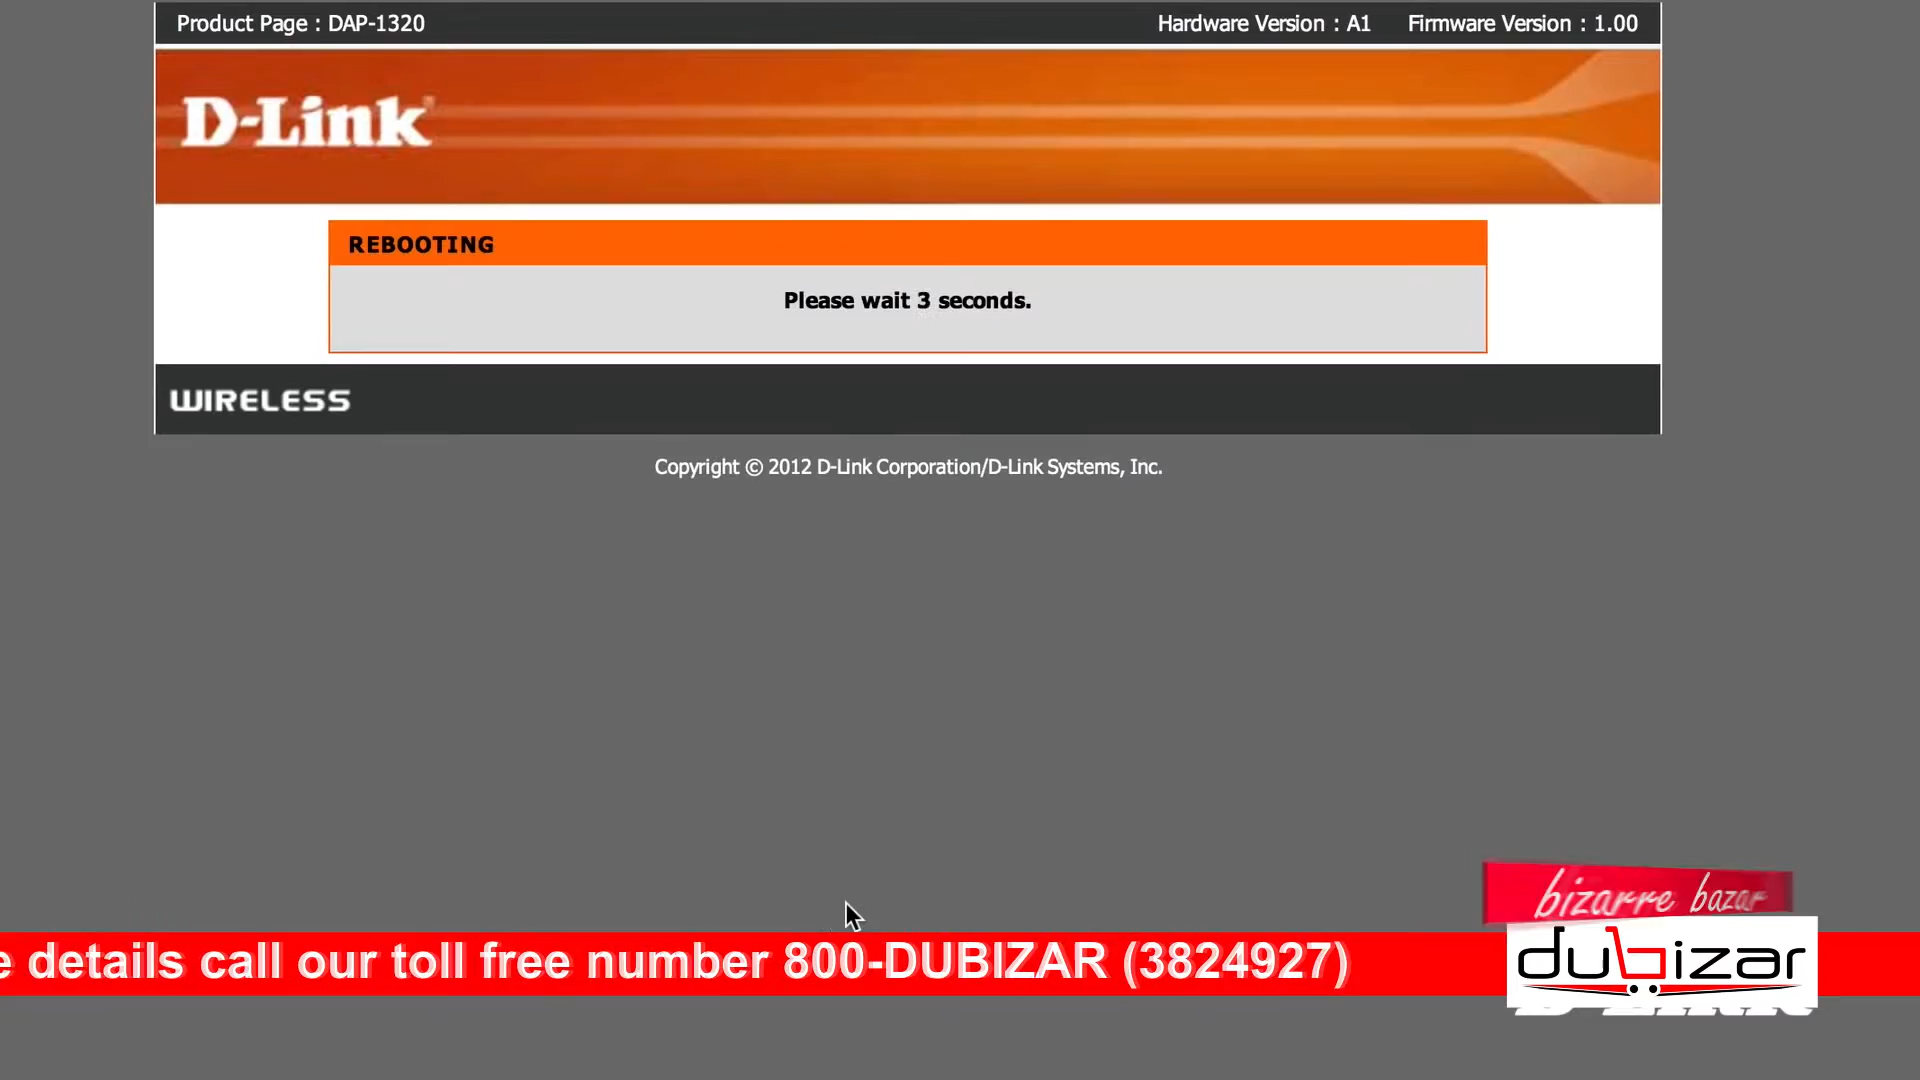 Product Page : DAP-1320
Hardware Version : A1
Firmware Version : 1.00
D-Link
REBOOTING
Please wait 3 seconds.
WIRELESS
Copyright © 2012 D-Link Corporation/D-Link Systems, Inc.
bizarre bazar
details call our toll free number 800-DUBIZAR (3824927)
dubizar